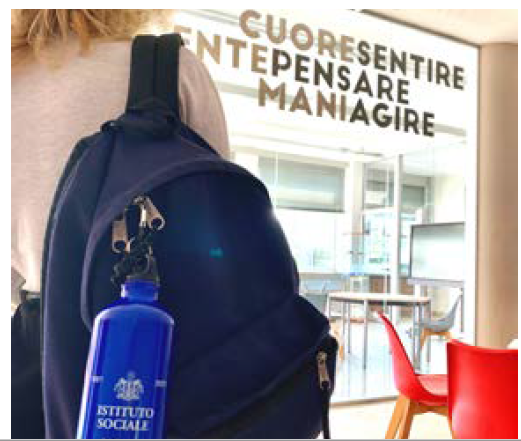 CUORESENTIRE
ENTEPENSARE
MANIAGIRE
ISTITUTO
SOCIALE